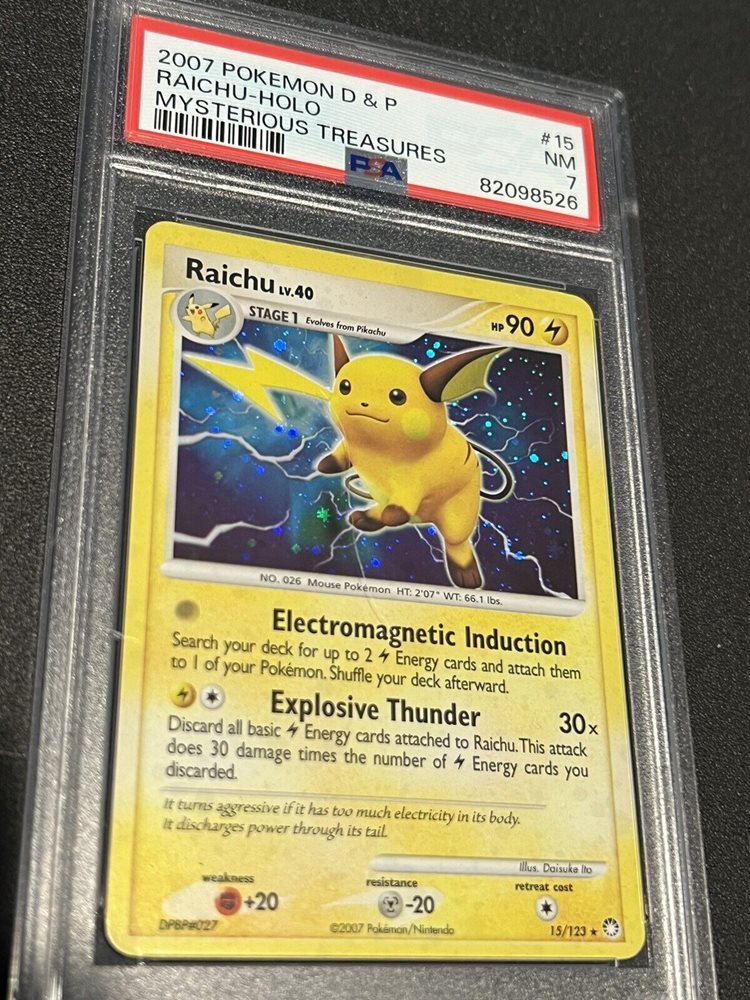 2007 POKEMON D & P
RAICHU-HOLO
MYSTERIOUS TREASURES
#15
NM
7
82098526
PSA
Raichu LV.40
STAGE 1 Evolves from Pikachu
HP 90
NO. 026 Mouse Pokémon HT: 2'07" WT: 66.1 lbs.
Electromagnetic Induction
Search your deck for up to 2 Energy cards and attach them
to 1 of your Pokémon. Shuffle your deck afterward.
Explosive Thunder 30x
Discard all basic Energy cards attached to Raichu. This attack
does 30 damage times the number of Energy cards you
discarded.
It turns aggressive if it has too much electricity in its body.
It discharges power through its tail.
Illus. Daisuke Ito
weakness
+20
resistance
-20
retreat cost
DPBP#027
©2007 Pokémon/Nintendo
15/123 ★